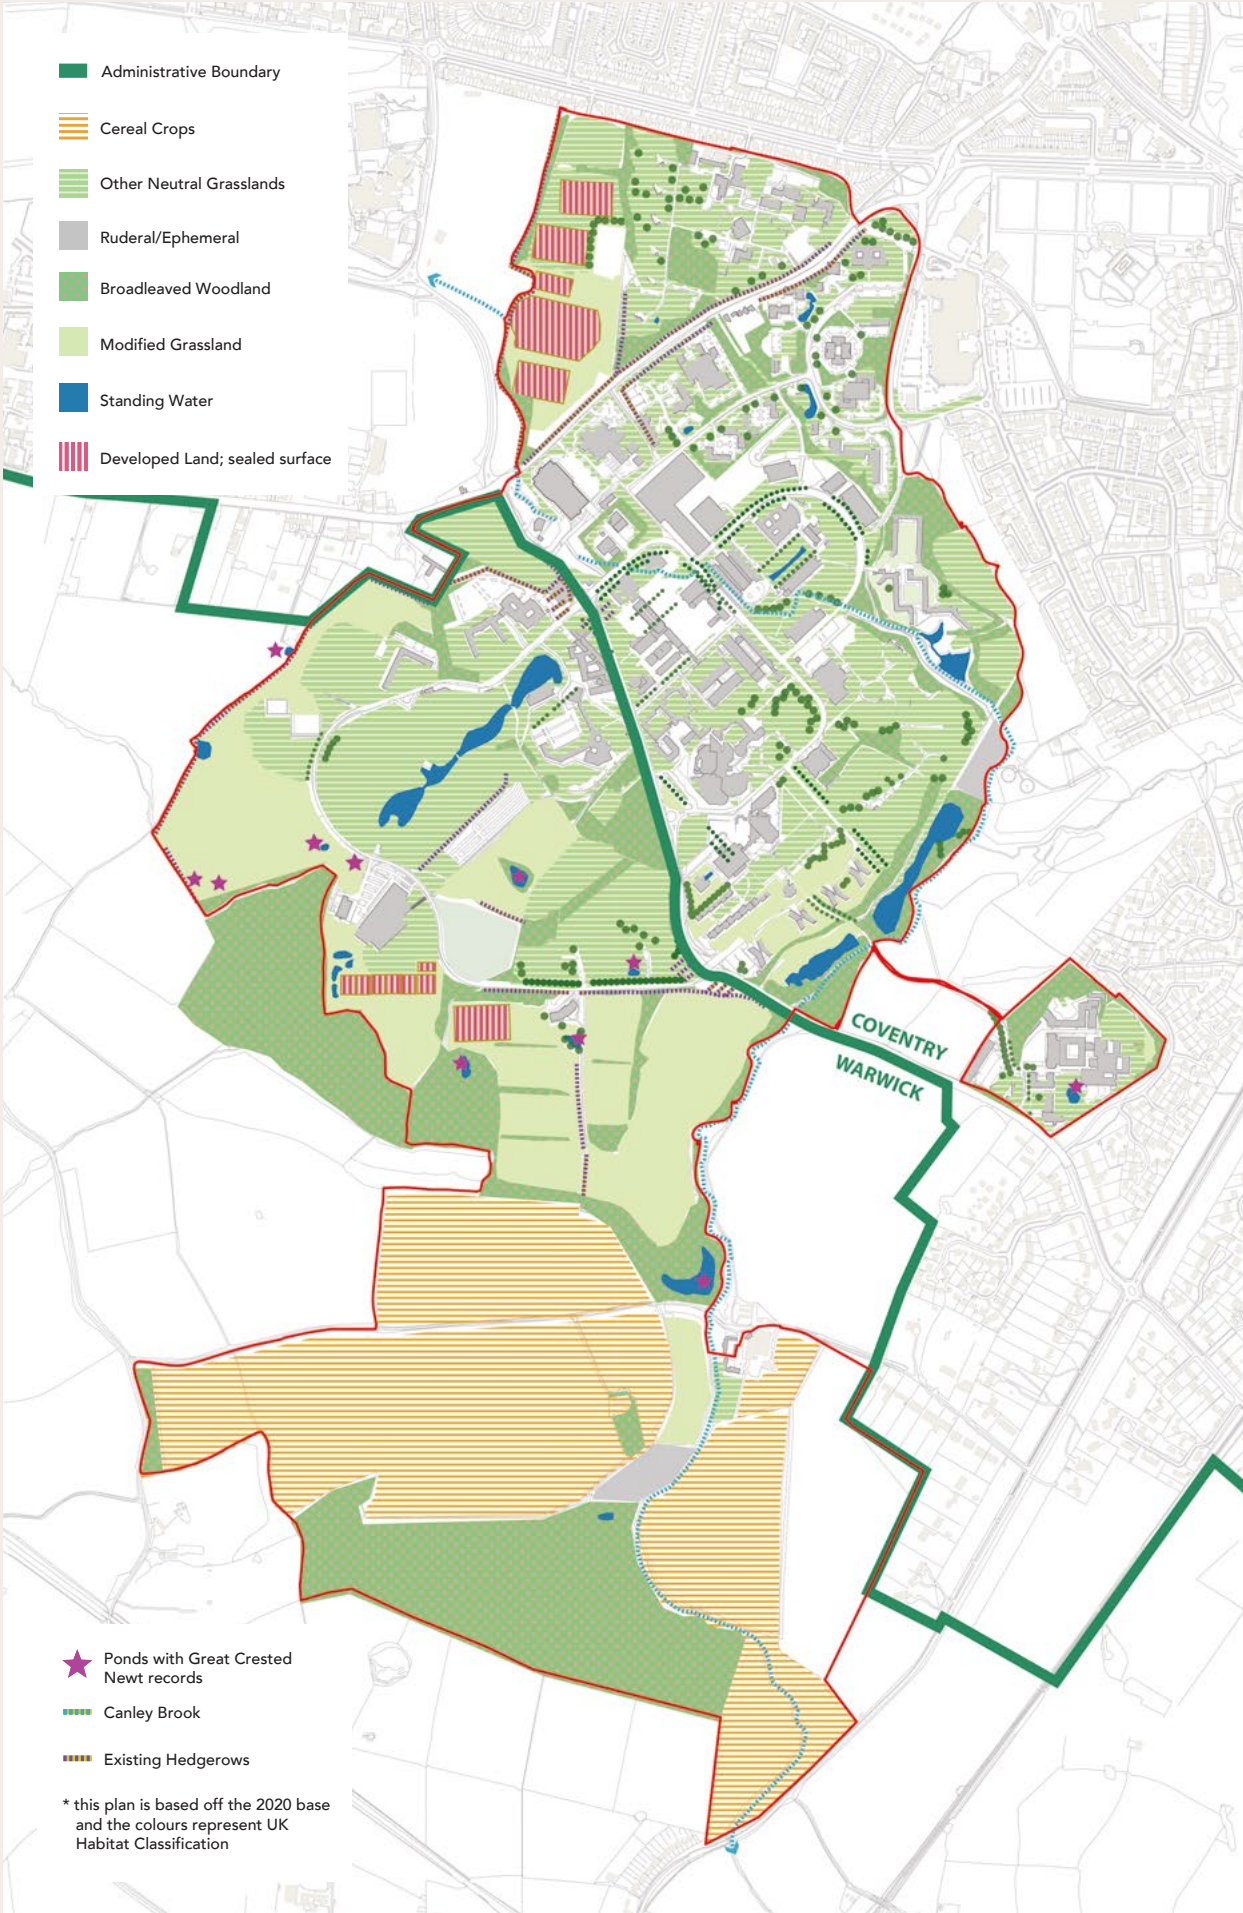 Administrative Boundary
Cereal Crops
Other Neutral Grasslands
Ruderal/Ephemeral
Broadleaved Woodland
Modified Grassland
Standing Water
Developed Land; sealed surface
COVENTRY
WARWICK
Ponds with Great Crested
Newt records
Canley Brook
Existing Hedgerows
* this plan is based off the 2020 base
and the colours represent UK
Habitat Classification